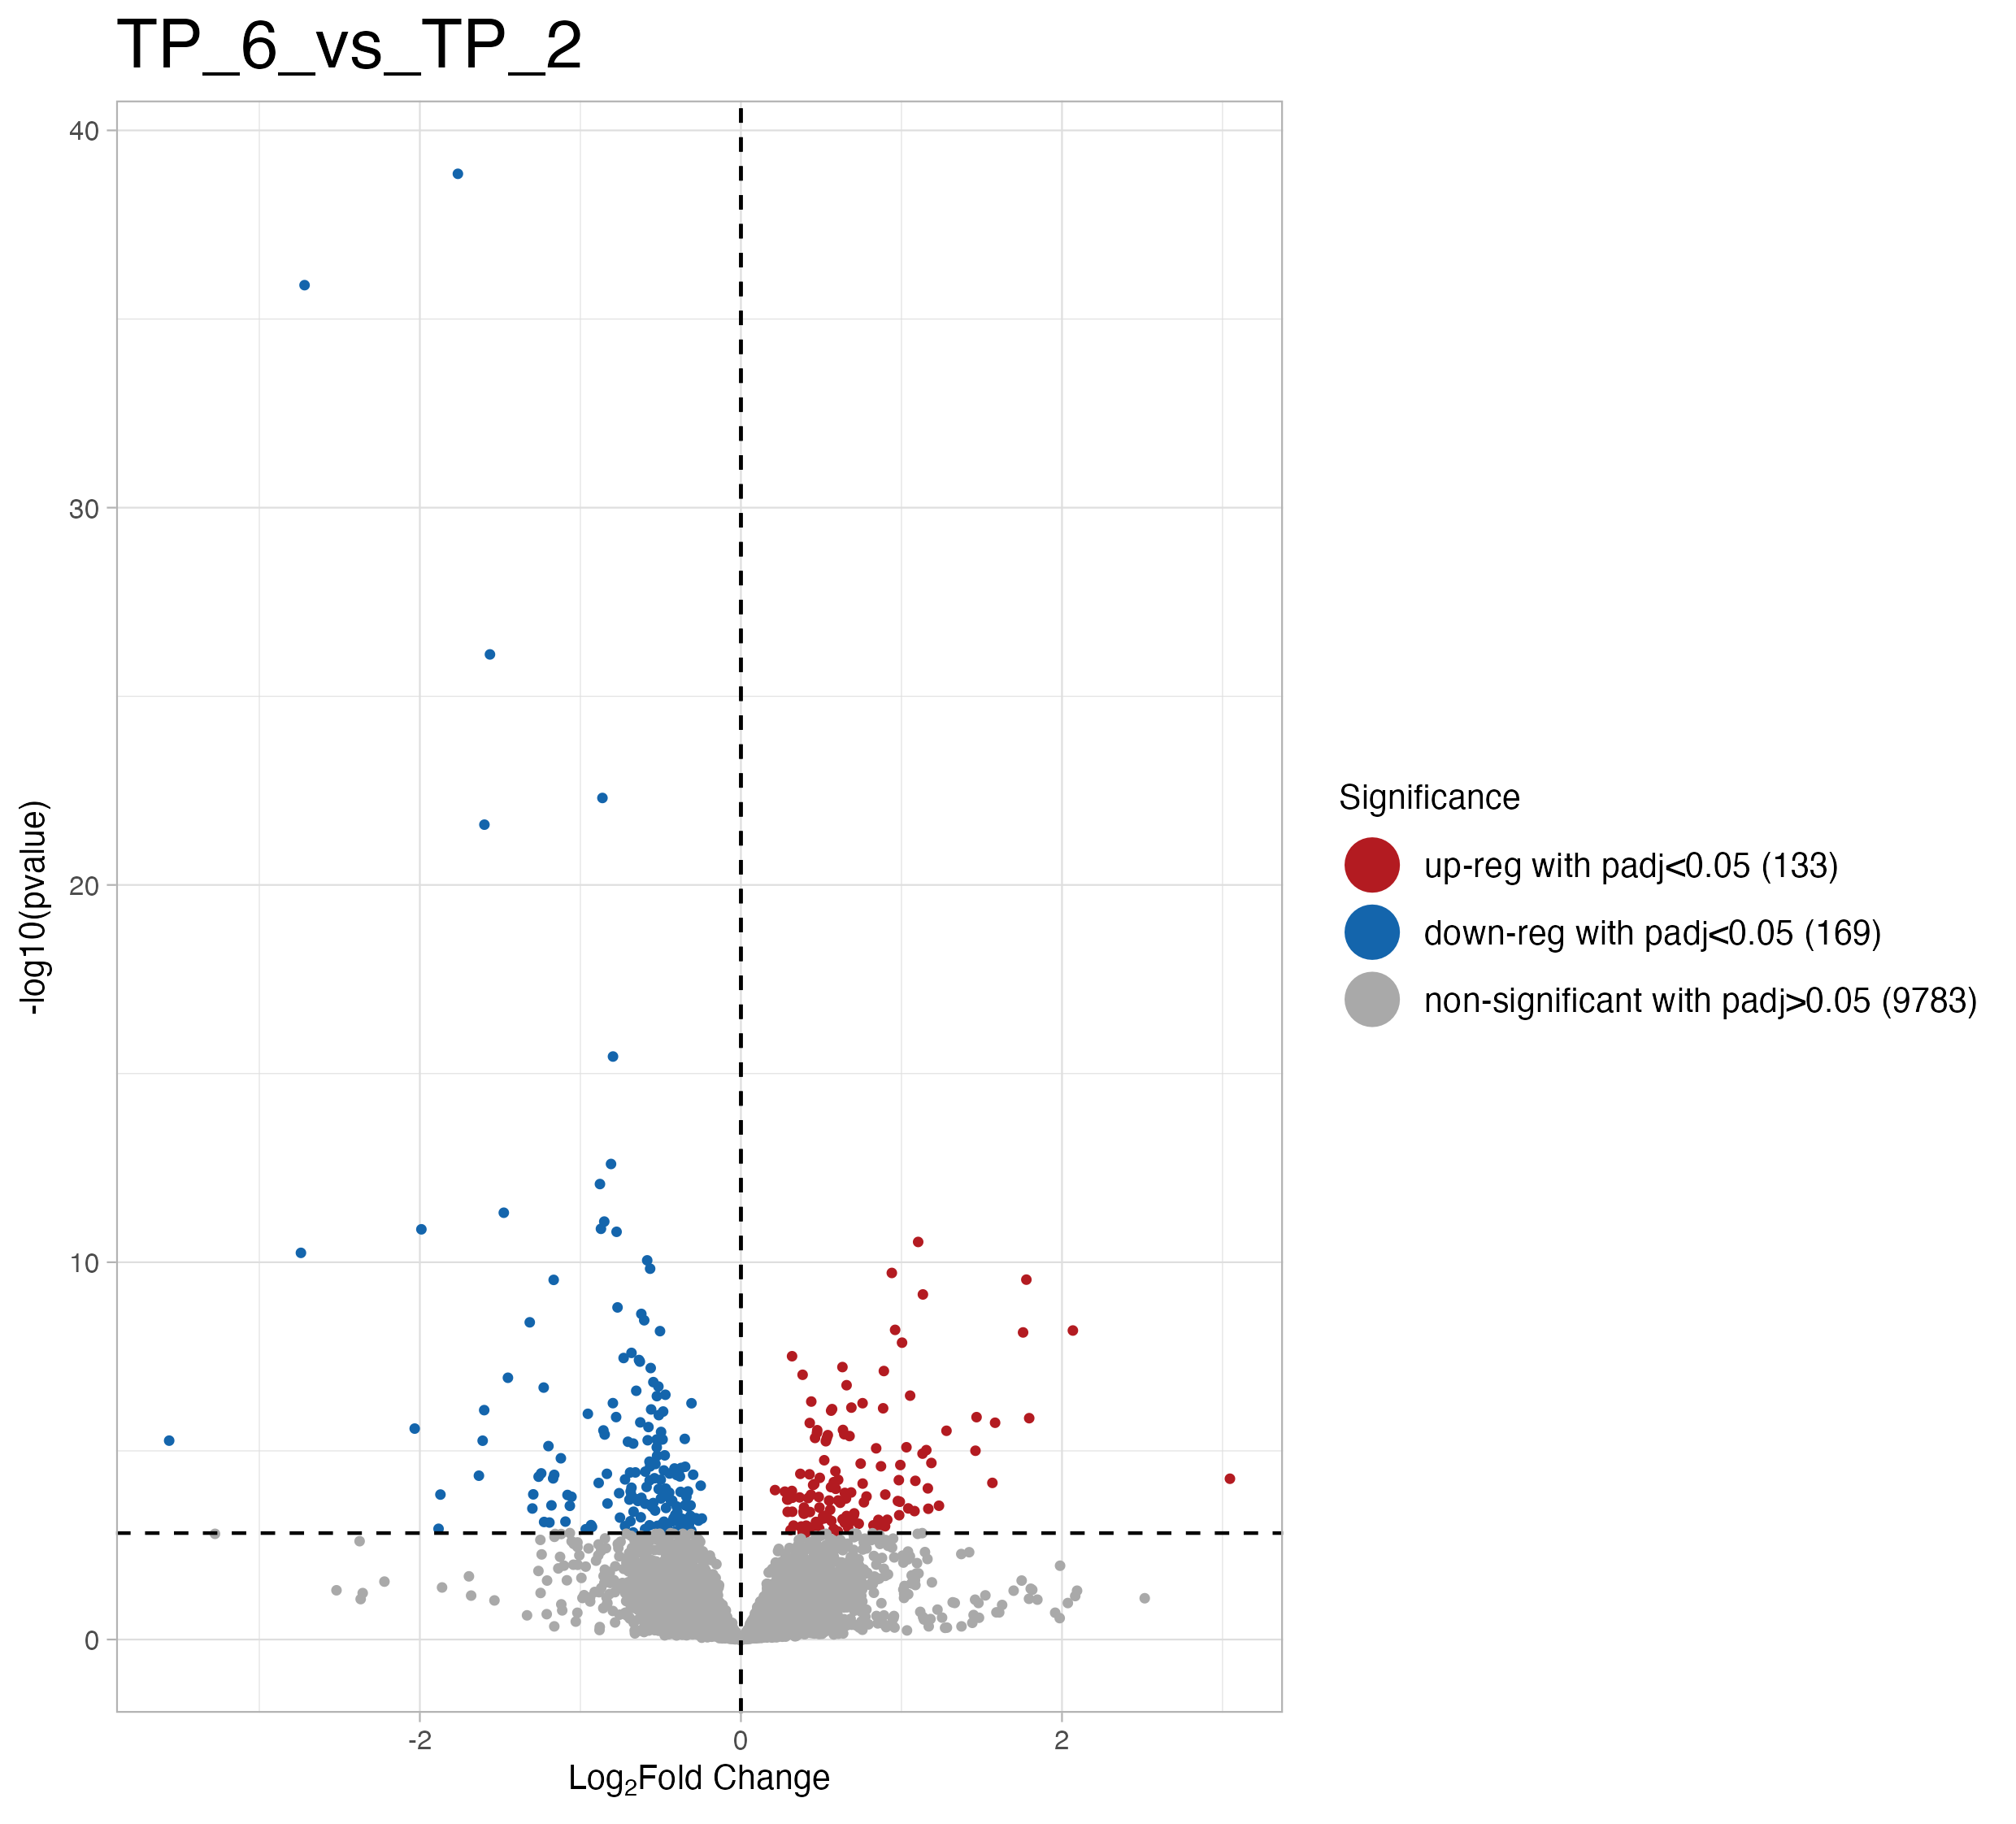 TP_6_vs_TP_2
40
30
20
10
0
-log10(pvalue)
-2
0
2
Log₂Fold Change
Significance
up-reg with padj<0.05 (133)
down-reg with padj<0.05 (169)
non-significant with padj>0.05 (9783)